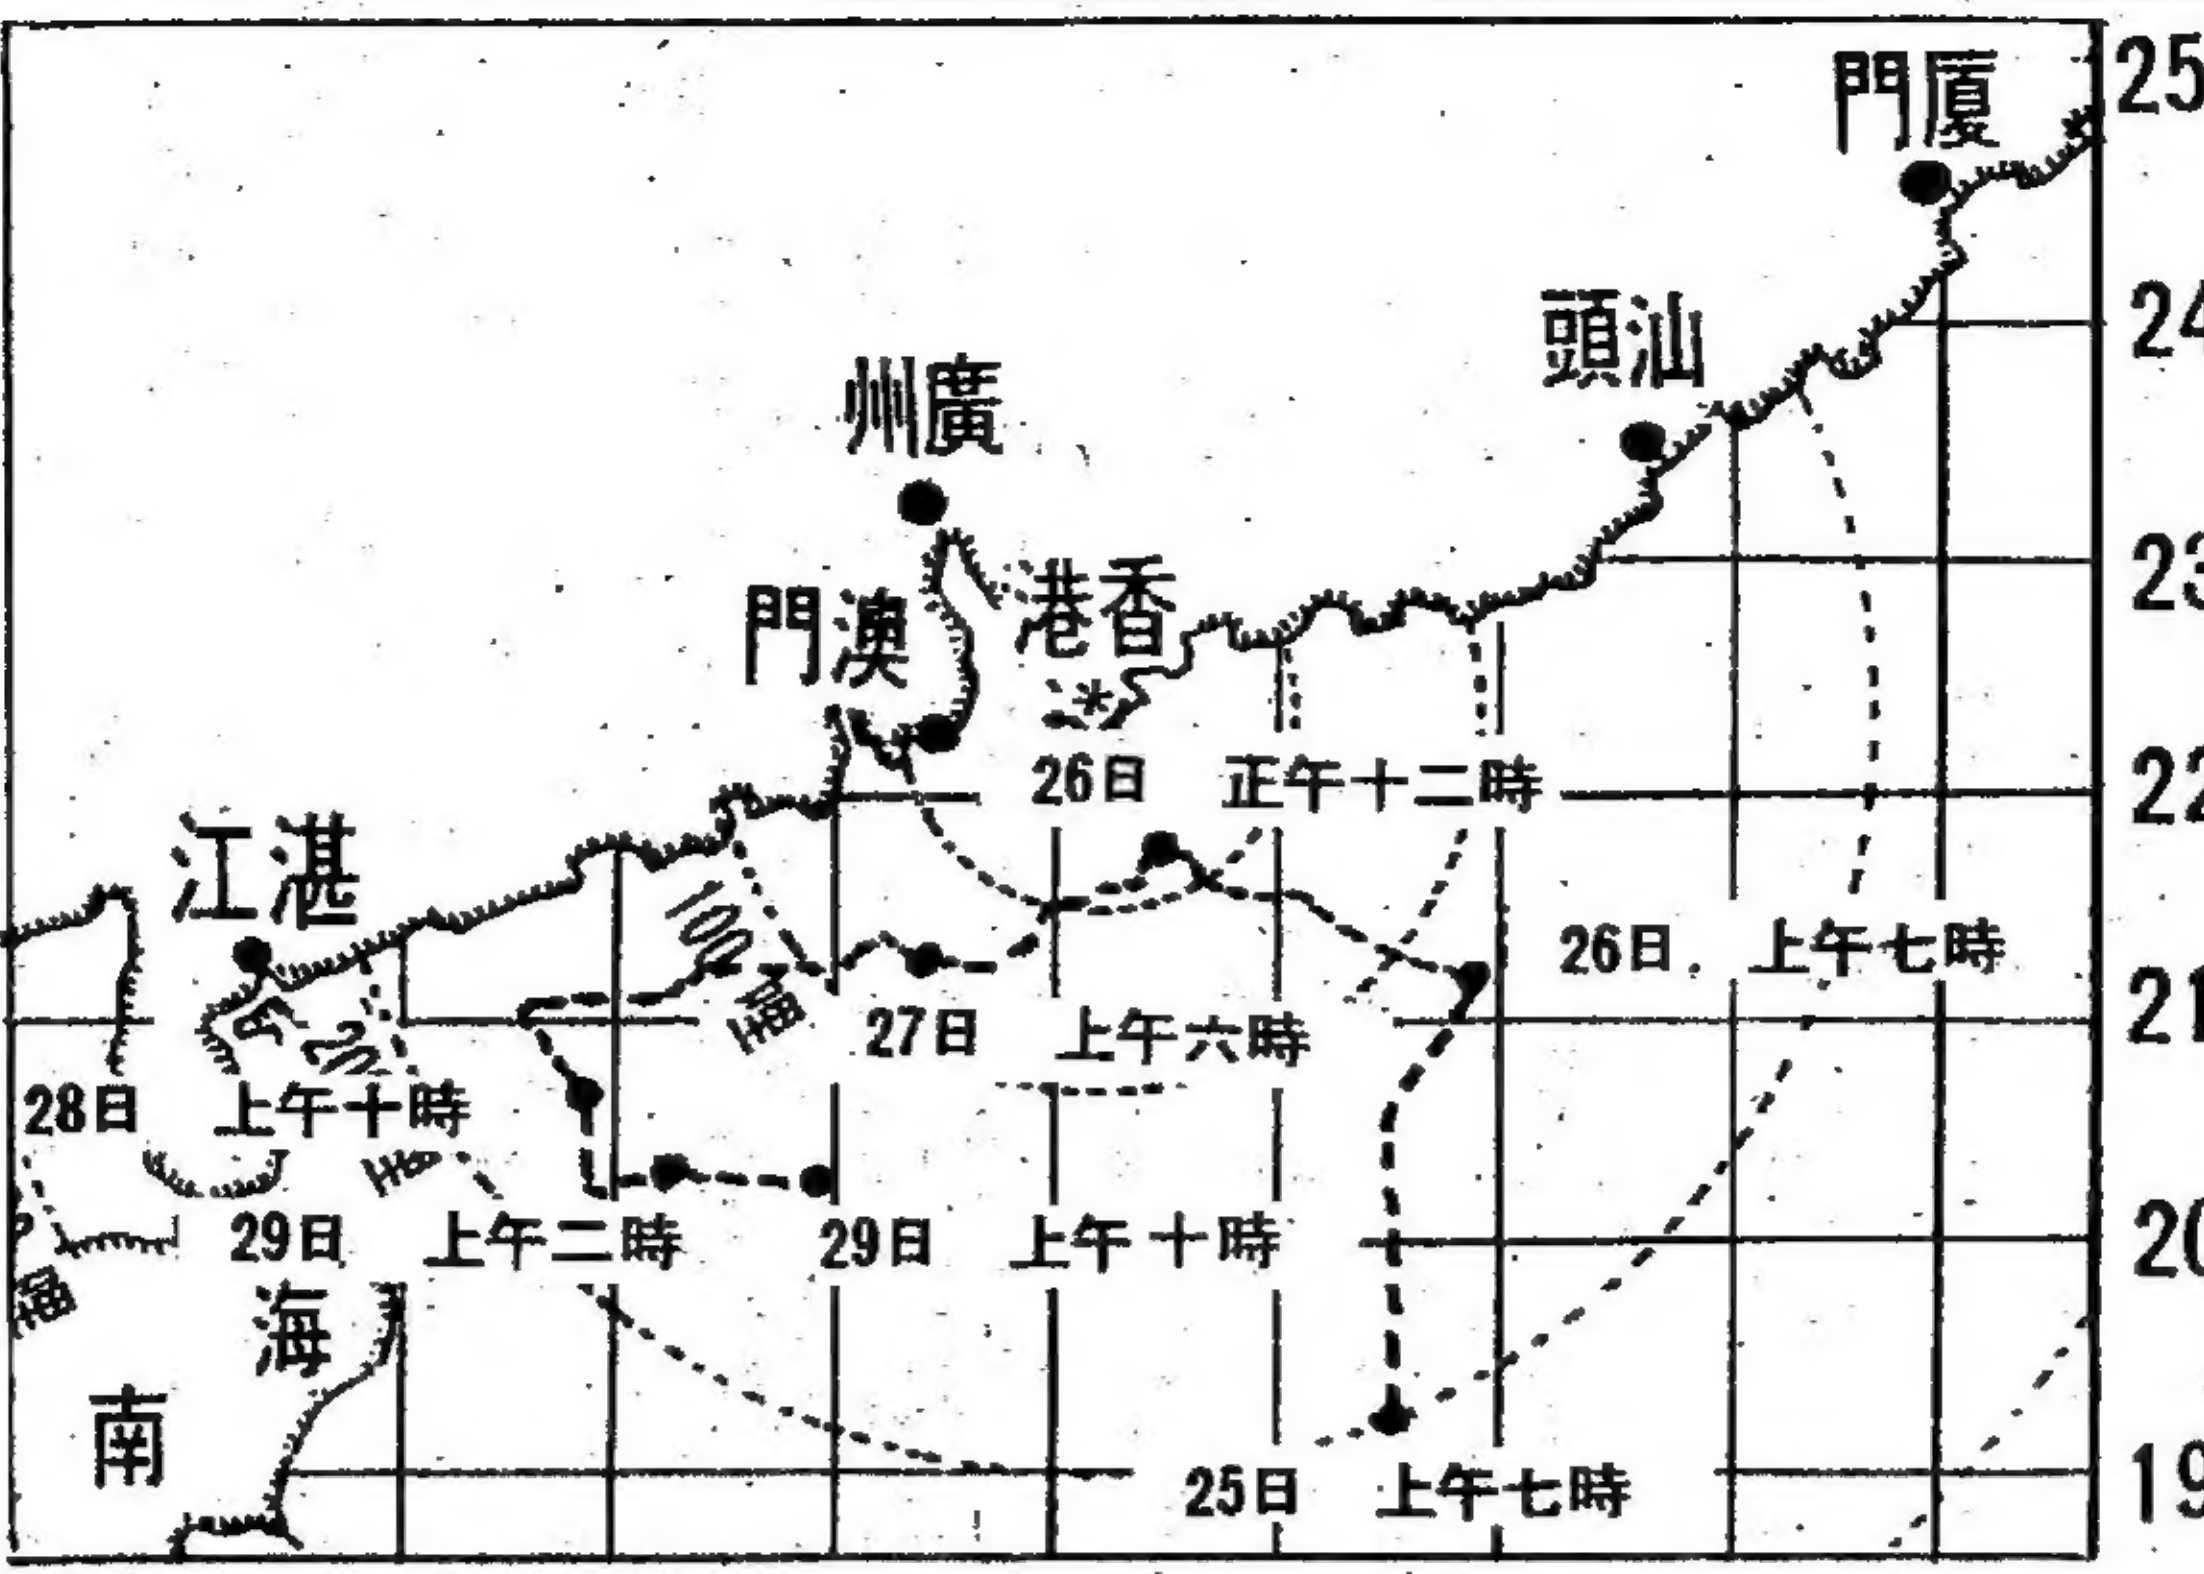 25
廈門
24
汕頭
廣州
23
香港
澳門
22
26日 正午十二時
湛江
26日 上午七時
100
21
27日 上午六時
28日 上午十時
20
29日 上午二時
29日 上午十時
海
南
19
25日 上午七時